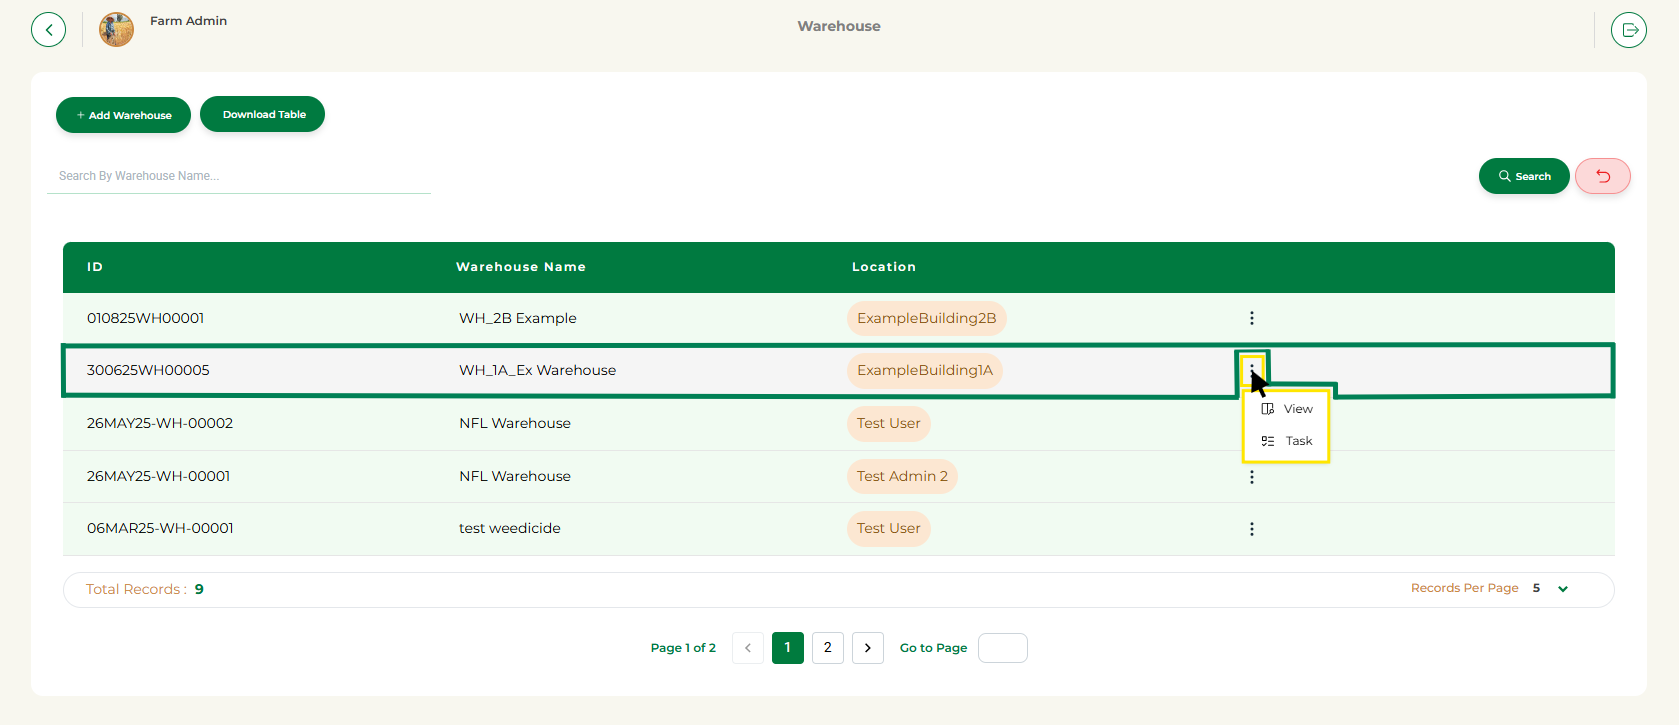 Farm Admin
Warehouse
+ Add Warehouse
Download Table
Search By Warehouse Name...
Search
ID Warehouse Name Location
010825WH00001 WH_2B Example ExampleBuilding2B
300625WH00005 WH_1A_Ex Warehouse ExampleBuilding1A
View
26MAY25-WH-00002 NFL Warehouse Test User
Task
26MAY25-WH-00001 NFL Warehouse Test Admin 2
06MAR25-WH-00001 test weedicide Test User
Total Records : 9
Records Per Page 5
Page 1 of 2 < 1 2 > Go to Page